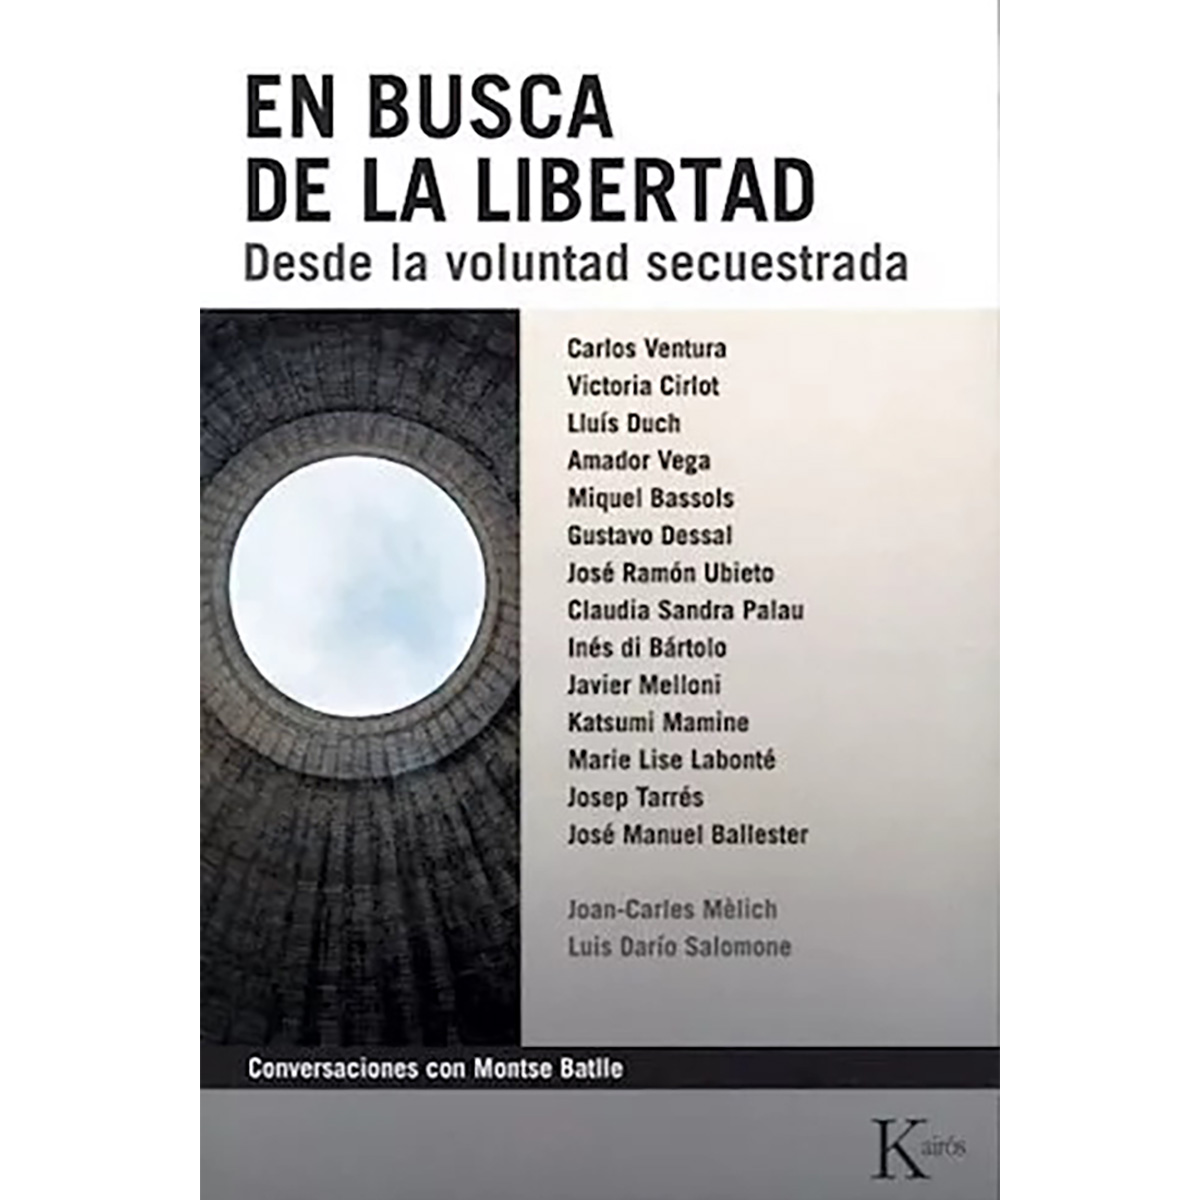 EN BUSCA
DE LA LIBERTAD
Desde la voluntad secuestrada
Carlos Ventura
Victoria Cirlot
Lluís Duch
Amador Vega
Miquel Bassols
Gustavo Dessal
José Ramón Ubieto
Claudia Sandra Palau
Inés di Bártolo
Javier Melloni
Katsumi Mamine
Marie Lise Labonté
Josep Tarrés
José Manuel Ballester
Joan-Carles Mèlich
Luis Darío Salomone
Conversaciones con Montse Batlle
Kairós